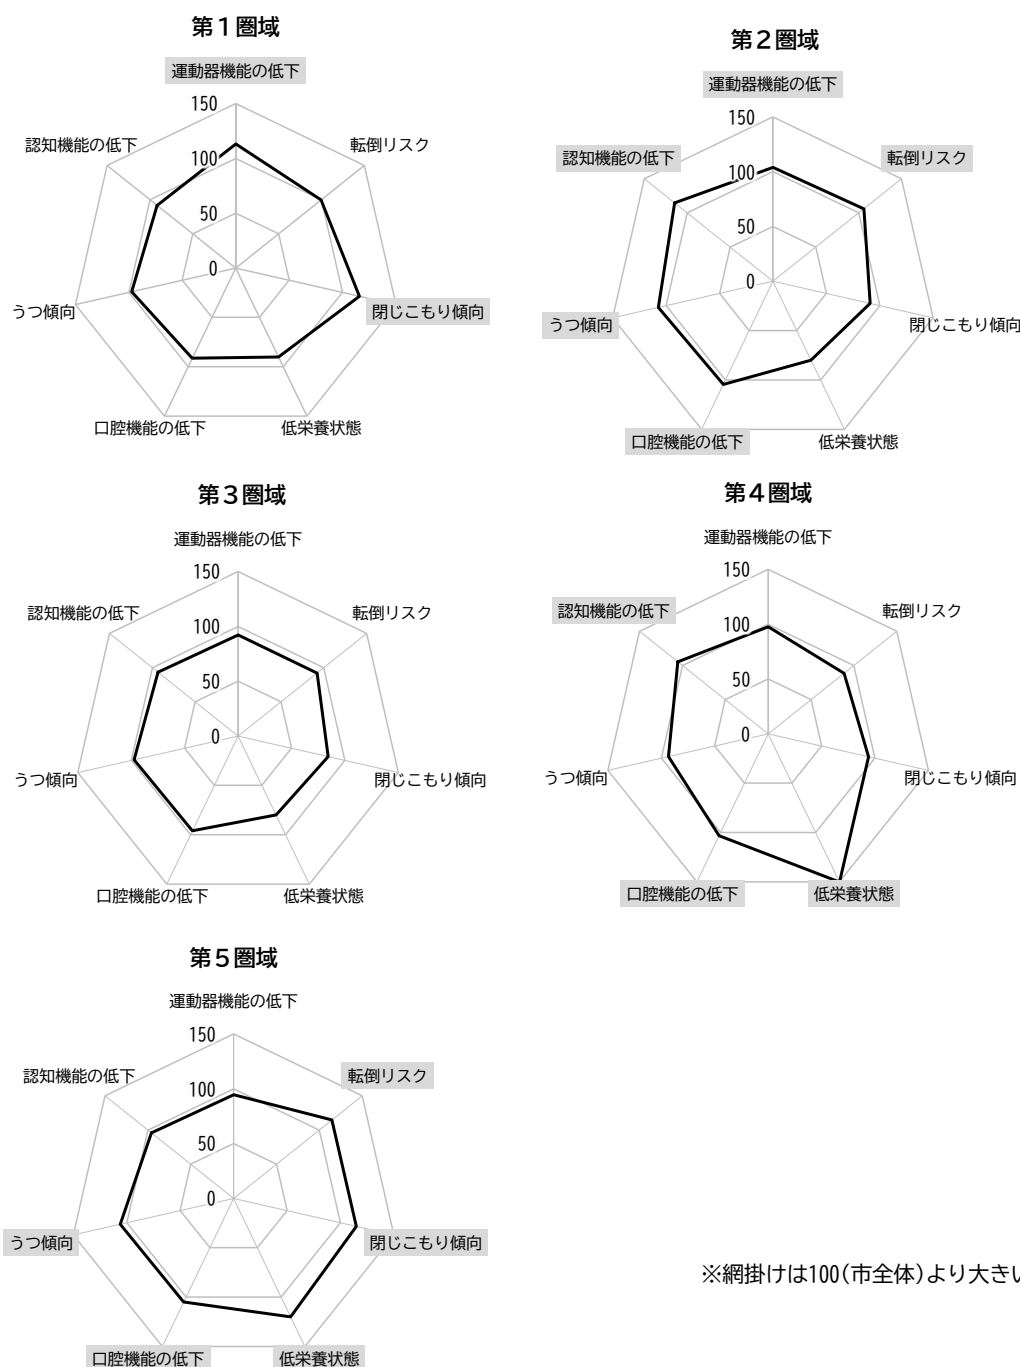 第１圏域
運動器機能の低下
150
100
50
0
転倒リスク
閉じこもり傾向
低栄養状態
口腔機能の低下
うつ傾向
認知機能の低下
第２圏域
運動器機能の低下
150
100
50
0
転倒リスク
閉じこもり傾向
低栄養状態
口腔機能の低下
うつ傾向
認知機能の低下
第３圏域
運動器機能の低下
150
100
50
0
転倒リスク
閉じこもり傾向
低栄養状態
口腔機能の低下
うつ傾向
認知機能の低下
第４圏域
運動器機能の低下
150
100
50
0
転倒リスク
閉じこもり傾向
低栄養状態
口腔機能の低下
うつ傾向
認知機能の低下
第５圏域
運動器機能の低下
150
100
50
0
転倒リスク
閉じこもり傾向
低栄養状態
口腔機能の低下
うつ傾向
認知機能の低下
※網掛けは100(市全体)より大きい